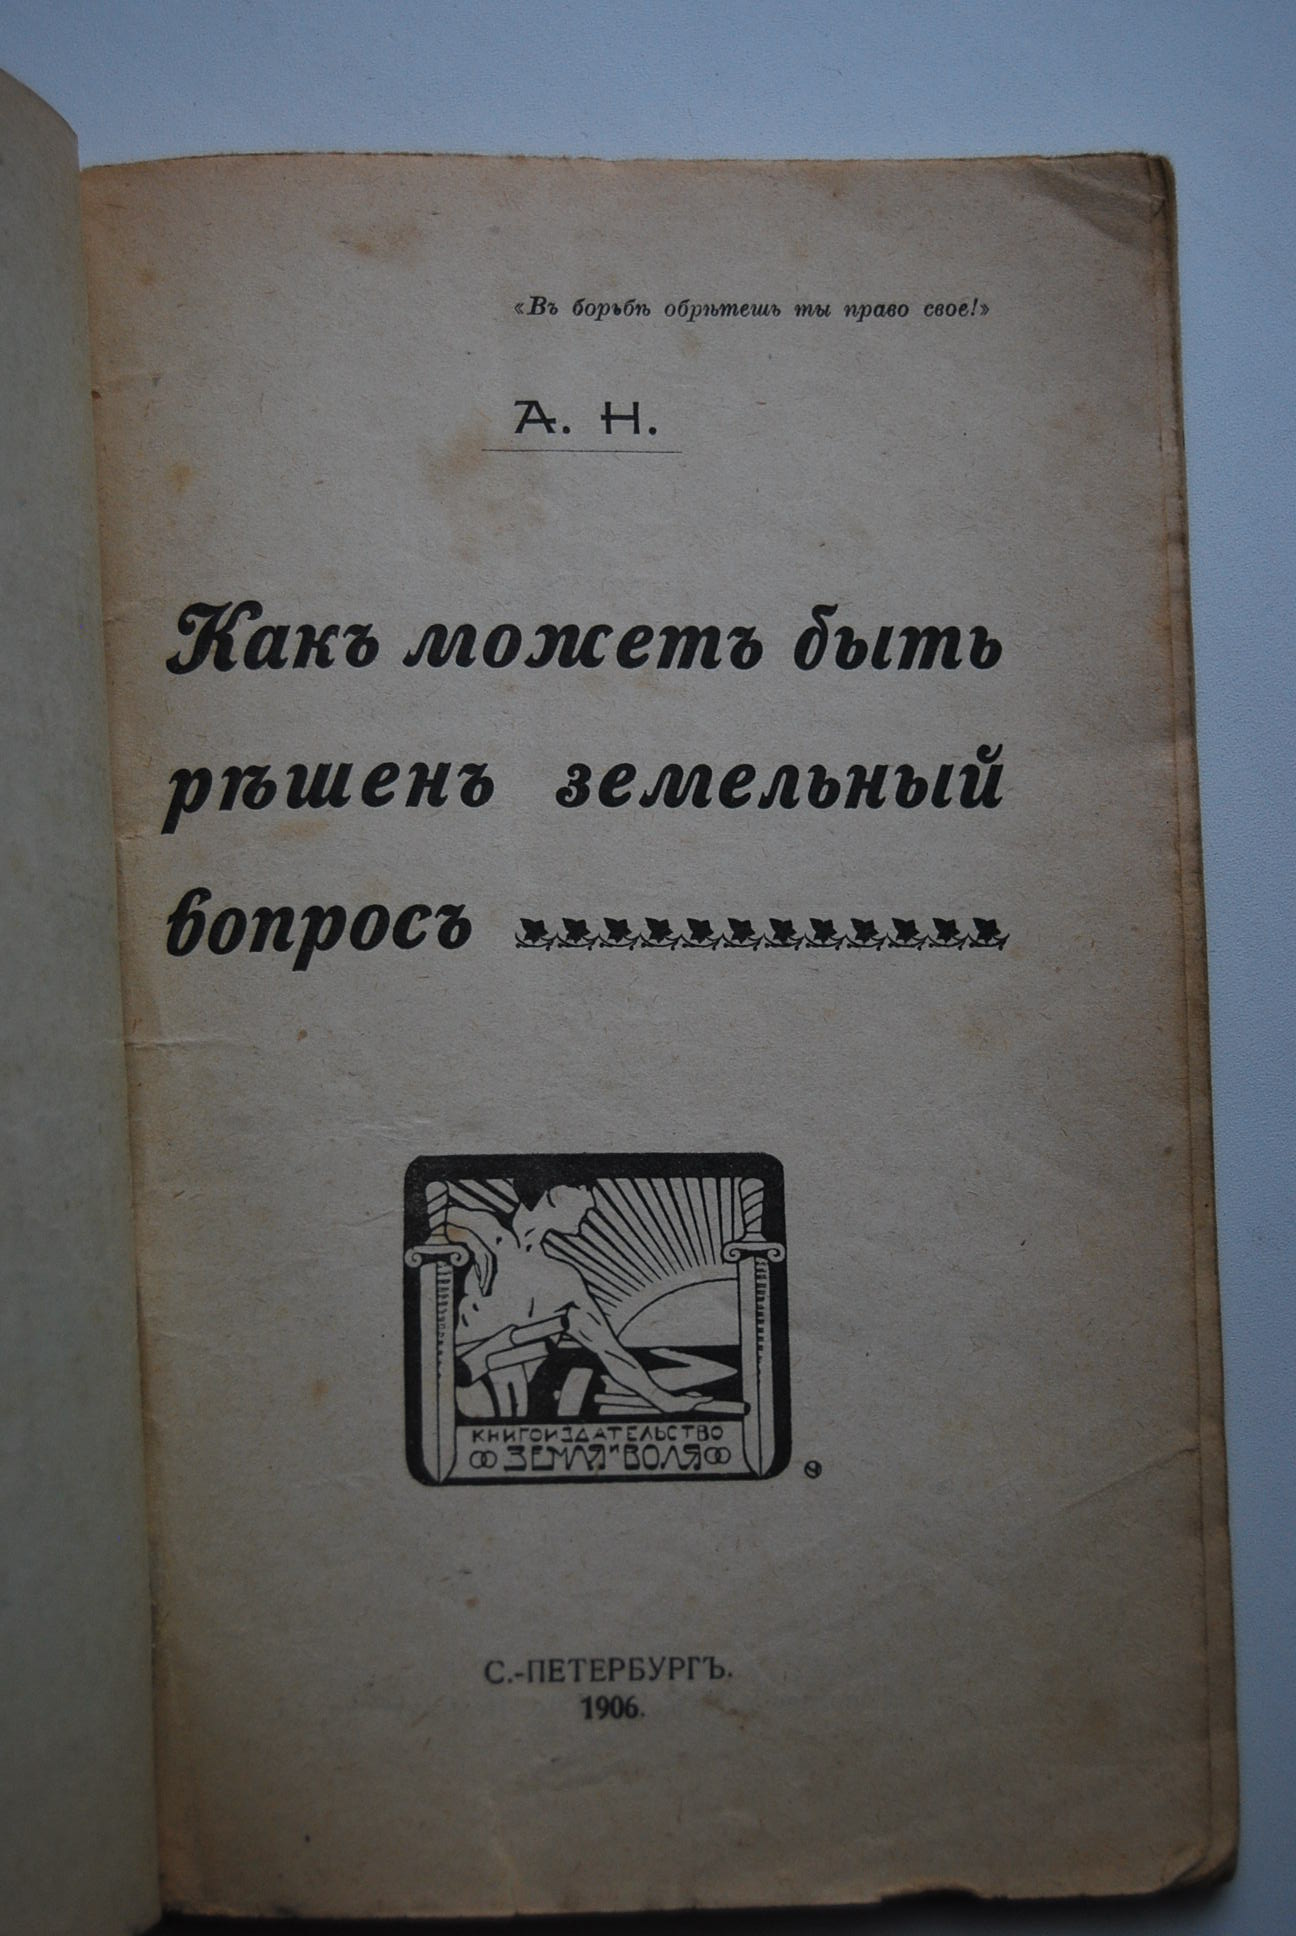 «Въ борьбѣ обрѣтешь ты право свое!»
А. Н.
Какъ можетъ быть
рѣшенъ земельный
вопросъ
КНИГОИЗДАТЕЛЬСТВО
ЗЕМЛЯ И ВОЛЯ
С.-ПЕТЕРБУРГЪ.
1906.